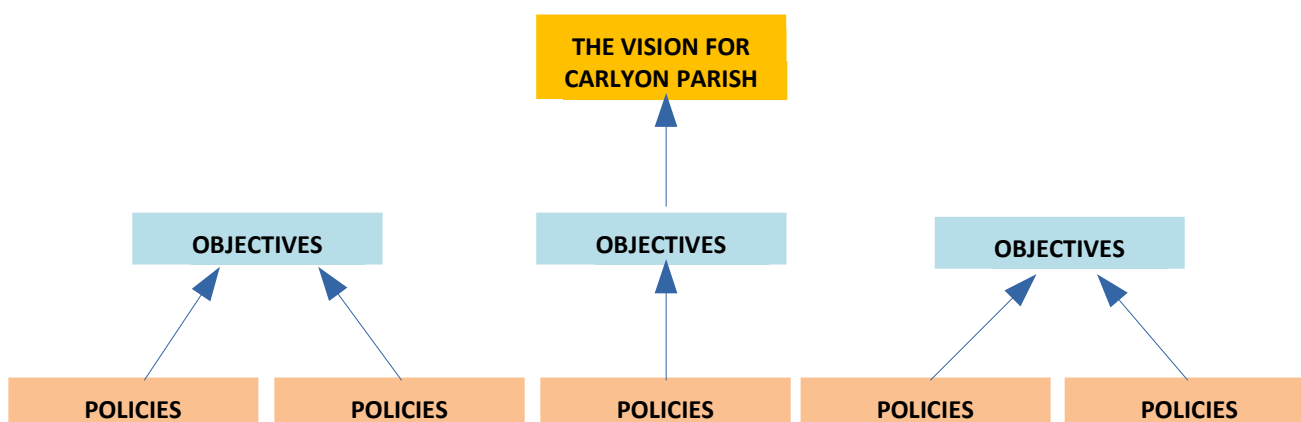 THE VISION FOR
CARLYON PARISH
OBJECTIVES
OBJECTIVES
OBJECTIVES
POLICIES
POLICIES
POLICIES
POLICIES
POLICIES